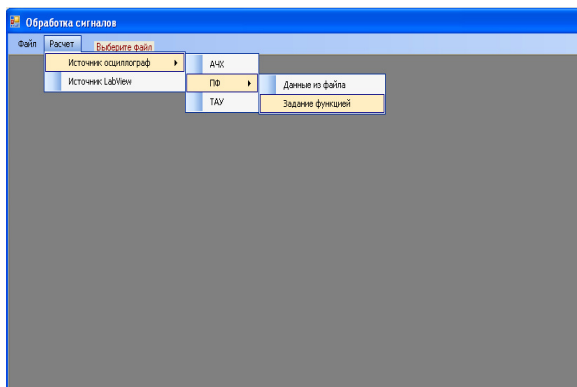 Обработка сигналов
Файл Расчет Выберите файл
Источник осциллограф АЧХ
Источник LabView ПФ Данные из файла
ТАУ Задание функцией